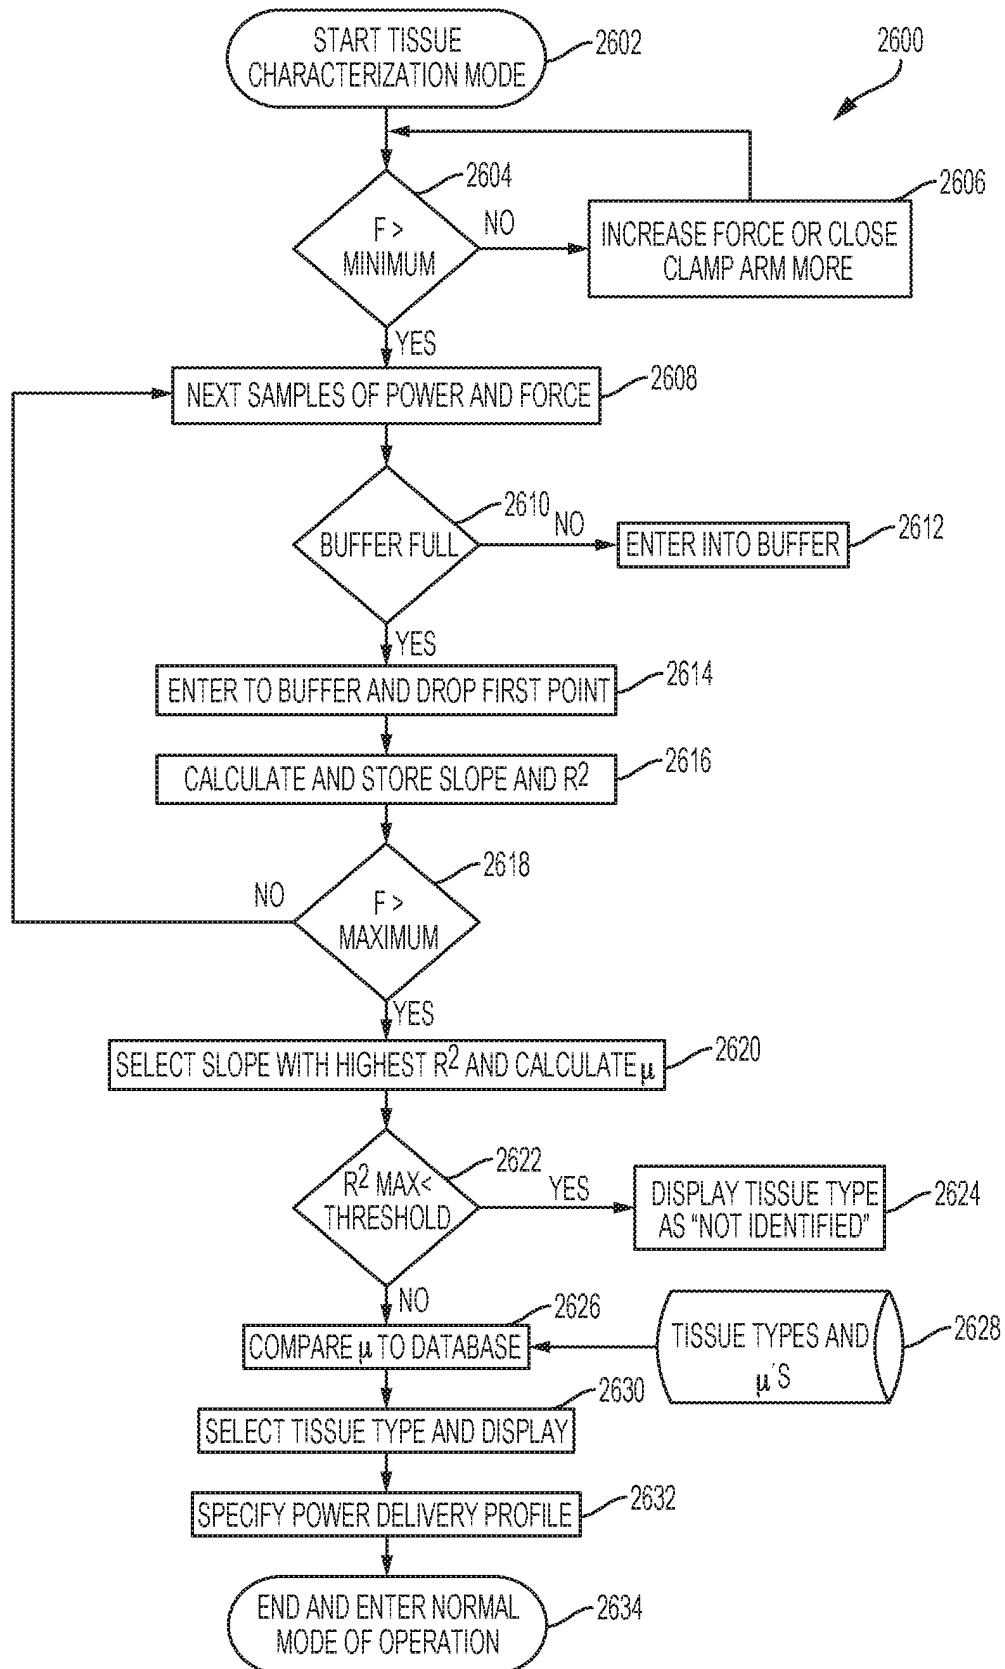 START TISSUE
CHARACTERIZATION MODE
2602
2600
2604
F >
MINIMUM
NO
2606
INCREASE FORCE OR CLOSE
CLAMP ARM MORE
YES
NEXT SAMPLES OF POWER AND FORCE
2608
2610
BUFFER FULL
NO
ENTER INTO BUFFER
2612
YES
ENTER TO BUFFER AND DROP FIRST POINT
2614
CALCULATE AND STORE SLOPE AND R²
2616
2618
NO
F >
MAXIMUM
YES
SELECT SLOPE WITH HIGHEST R² AND CALCULATE μ
2620
2622
R² MAX<
THRESHOLD
YES
DISPLAY TISSUE TYPE
AS “NOT IDENTIFIED”
2624
NO
2626
COMPARE μ TO DATABASE
TISSUE TYPES AND
μ'S
2628
2630
SELECT TISSUE TYPE AND DISPLAY
SPECIFY POWER DELIVERY PROFILE
2632
END AND ENTER NORMAL
MODE OF OPERATION
2634